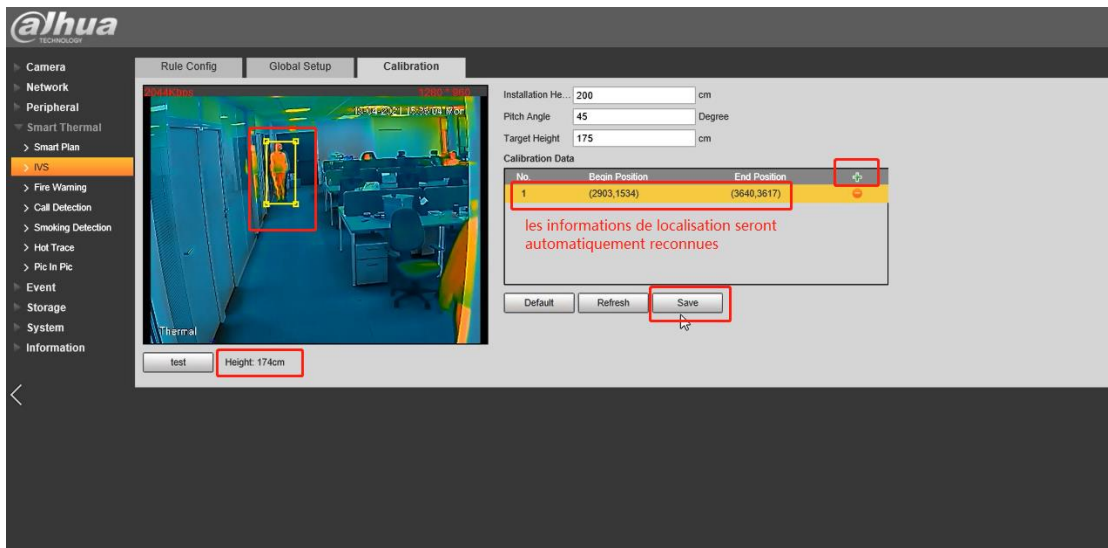 alhua
TECHNOLOGY
Camera
Network
Peripheral
Smart Thermal
Smart Plan
IVS
Fire Warning
Call Detection
Smoking Detection
Hot Trace
Pic In Pic
Event
Storage
System
Information
Rule Config
Global Setup
Calibration
2044Kbps
1280 * 960
Thermal
test
Height: 174cm
Installation He... 200 cm
Pitch Angle 45 Degree
Target Height 175 cm
Calibration Data
No. Begin Position End Position
1 (2903,1534) (3640,3617)
les informations de localisation seront
automatiquement reconnues
Default Refresh Save